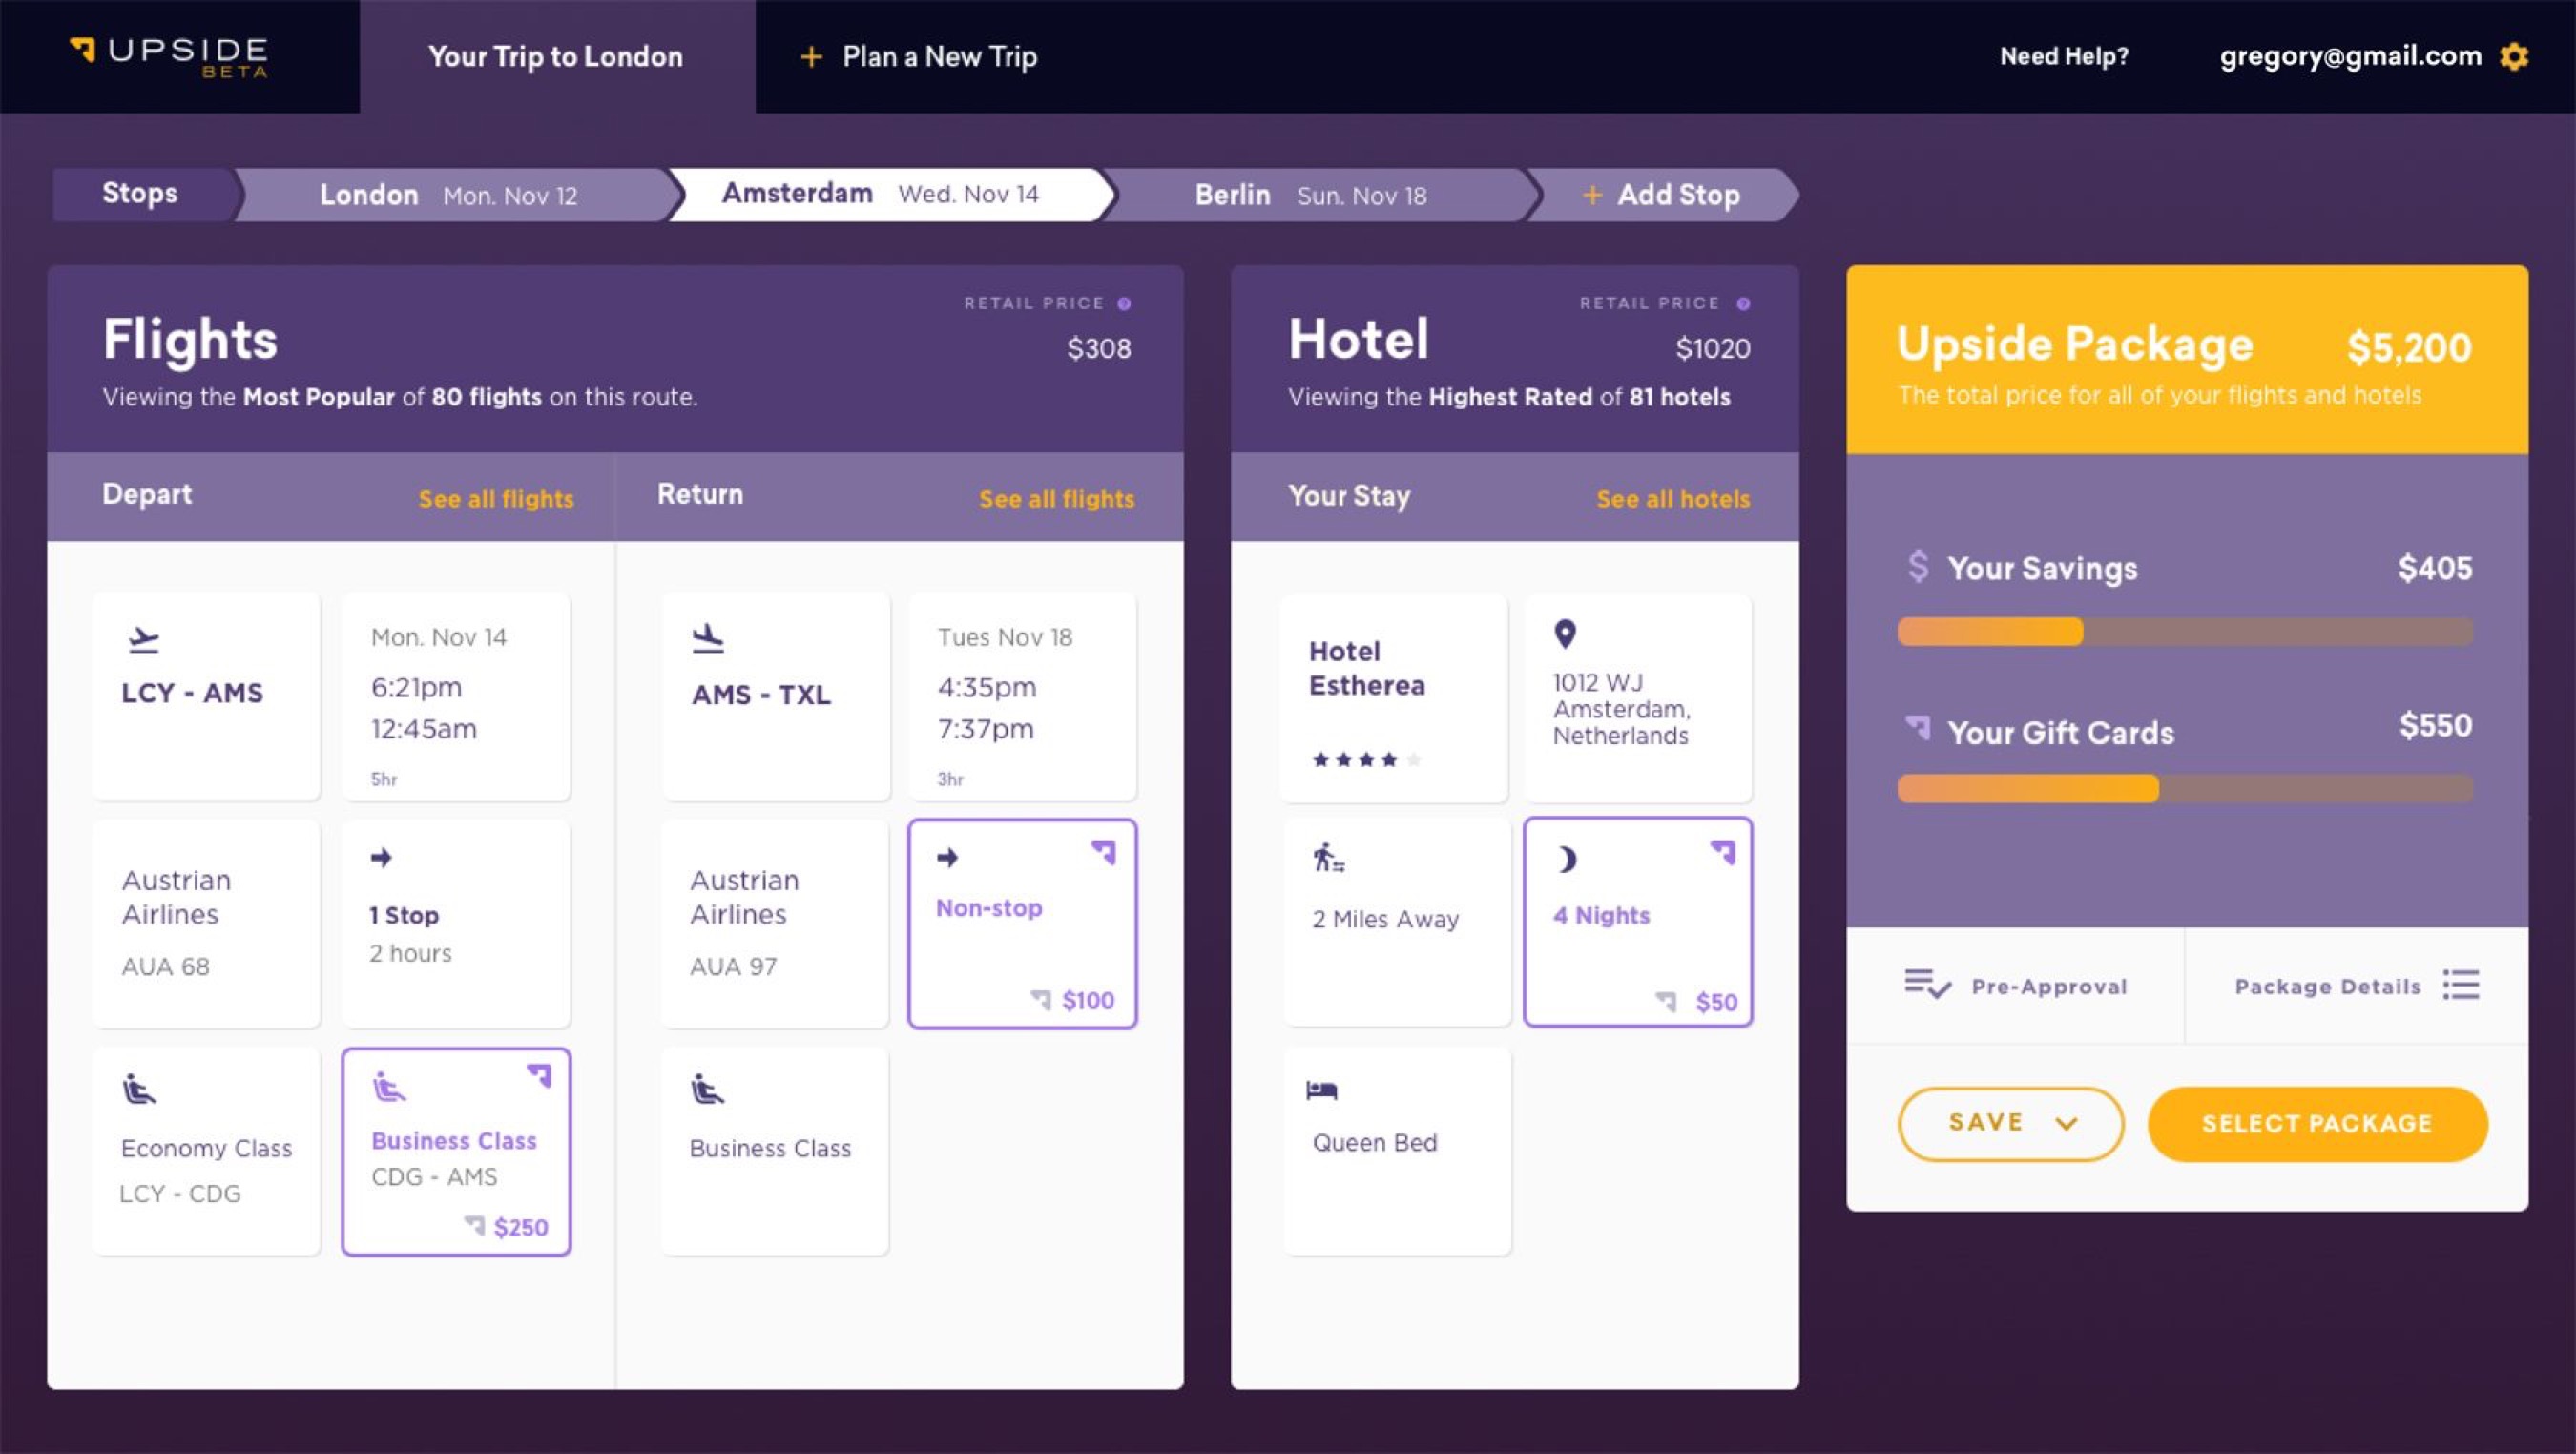 UPSIDE
BETA
Your Trip to London
+ Plan a New Trip
Need Help?
gregory@gmail.com
Stops
London Mon. Nov 12
Amsterdam Wed. Nov 14
Berlin Sun. Nov 18
+ Add Stop
Flights
RETAIL PRICE ?
$308
Viewing the Most Popular of 80 flights on this route.
Depart
See all flights
Return
See all flights
LCY - AMS
Mon. Nov 14
6:21pm
12:45am
5hr
Austrian
Airlines
AUA 68
1 Stop
2 hours
Economy Class
LCY - CDG
Business Class
CDG - AMS
$250
AMS - TXL
Tues Nov 18
4:35pm
7:37pm
3hr
Austrian
Airlines
AUA 97
Non-stop
$100
Business Class
Hotel
RETAIL PRICE ?
$1020
Viewing the Highest Rated of 81 hotels
Your Stay
See all hotels
Hotel
Estherea
1012 WJ
Amsterdam,
Netherlands
2 Miles Away
4 Nights
$50
Queen Bed
Upside Package
$5,200
The total price for all of your flights and hotels
$ Your Savings
$405
Your Gift Cards
$550
Pre-Approval
Package Details
SAVE
SELECT PACKAGE